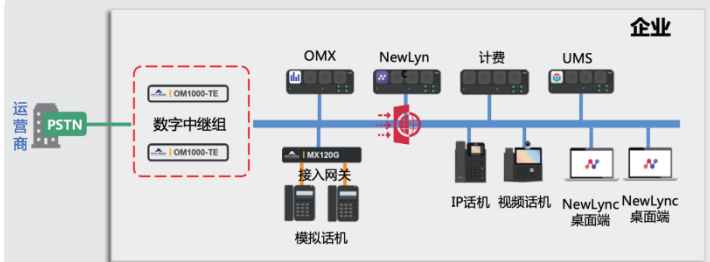 企业
OMX
NewLyn
c
计费
UMS
运
营
商
PSTN
OM1000-TE
数字中继组
OM1000-TE
MX120G
接入网关
模拟话机
IP话机
视频话机
NewLync
桌面端
NewLync
桌面端